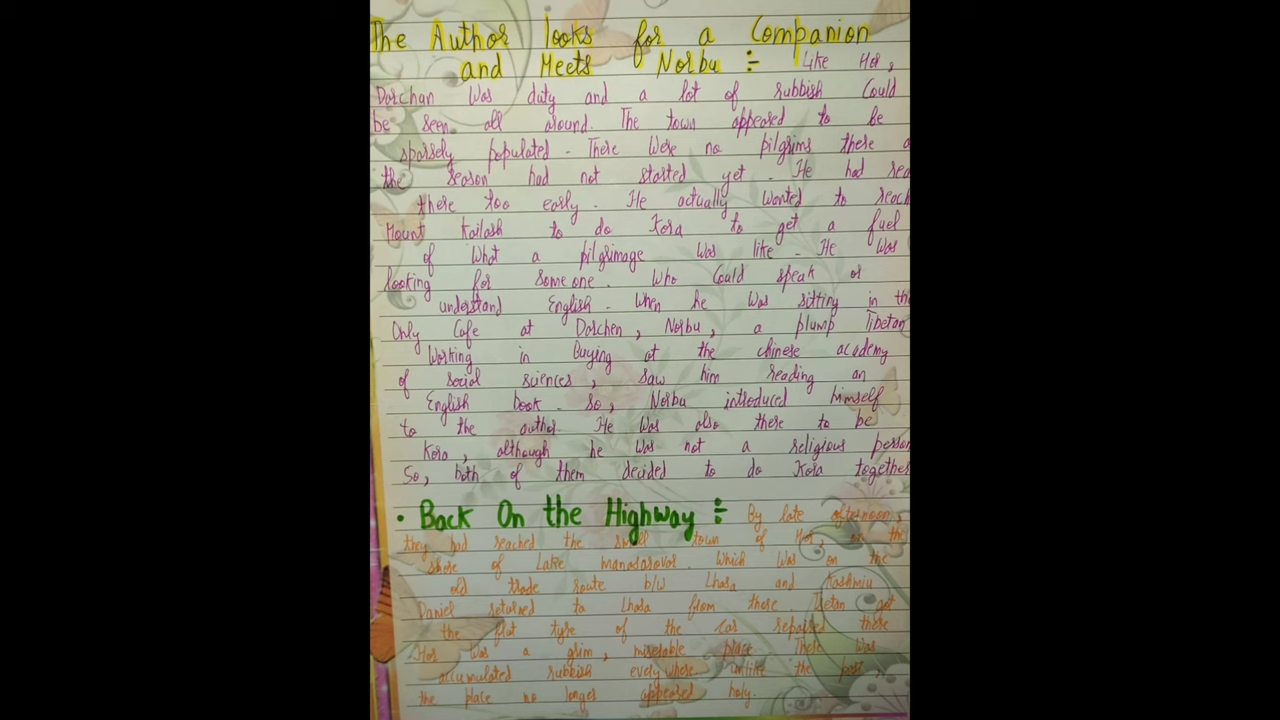 The Author looks for a Companion
and Meets Norbu :- Like Hor,
Darchan Was duty and a lot of rubbish Could
be seen all around. The town appeared to be
sparsely populated. There Were no pilgrims there a
the season had not started yet. He had rea
there too early. He actually wanted to reach
Mount Kailash to do Kora to get a fuel
of What a pilgrimage Was like. He Was
looking for someone. Who Could speak or
understand English. When he Was sitting in th
Only Cafe at Darchen, Norbu, a plump Tibetan
Working in Buying at the chinese academy
of social sciences, saw him reading an
English book. So, Norbu introduced himself
to the author. He Was also there to be
Kora, although he Was not a religious person
So, both of them decided to do Kora together
• Back On the Highway :- By late afternoon,
they had reached the small town of Hor, on the
shore of Lake manasarovar. Which Was on the
old trade route b/w Lhasa and Kashmir
Daniel returned to Lhasa from there. Tsetan got
the flat tyre of the Car repaired there
Hor Was a grim, miserable place. There Was
accumulated rubbish everywhere. unlike the past,
the place no longer appeared holy.